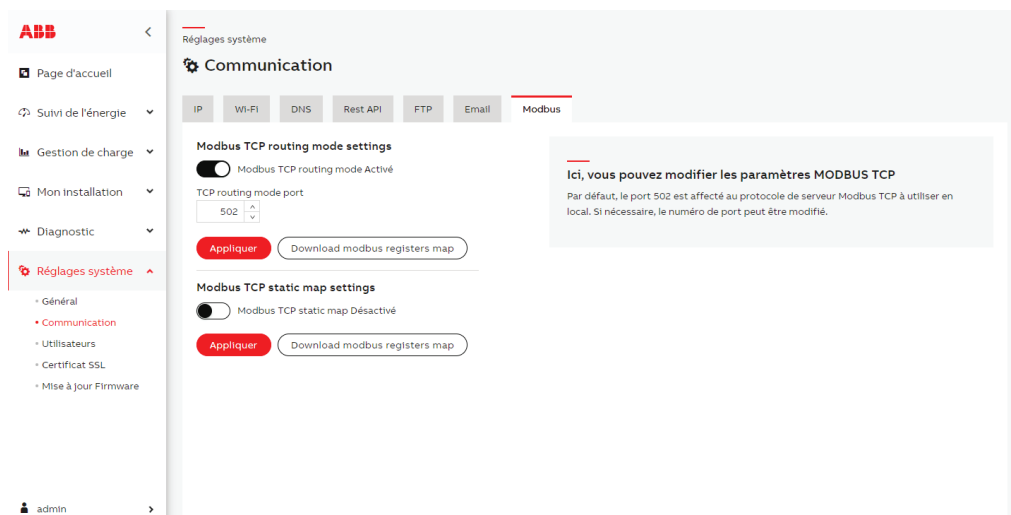 ABB
Page d'accueil
Suivi de l'énergie
Gestion de charge
Mon installation
Diagnostic
Réglages système
Général
Communication
Utilisateurs
Certificat SSL
Mise à jour Firmware
admin
Réglages système
Communication
IP
WI-FI
DNS
Rest API
FTP
Email
Modbus
Modbus TCP routing mode settings
Modbus TCP routing mode Activé
TCP routing mode port
502
Appliquer
Download modbus registers map
Modbus TCP static map settings
Modbus TCP static map Désactivé
Appliquer
Download modbus registers map
Ici, vous pouvez modifier les paramètres MODBUS TCP
Par défaut, le port 502 est affecté au protocole de serveur Modbus TCP à utiliser en
local. Si nécessaire, le numéro de port peut être modifié.